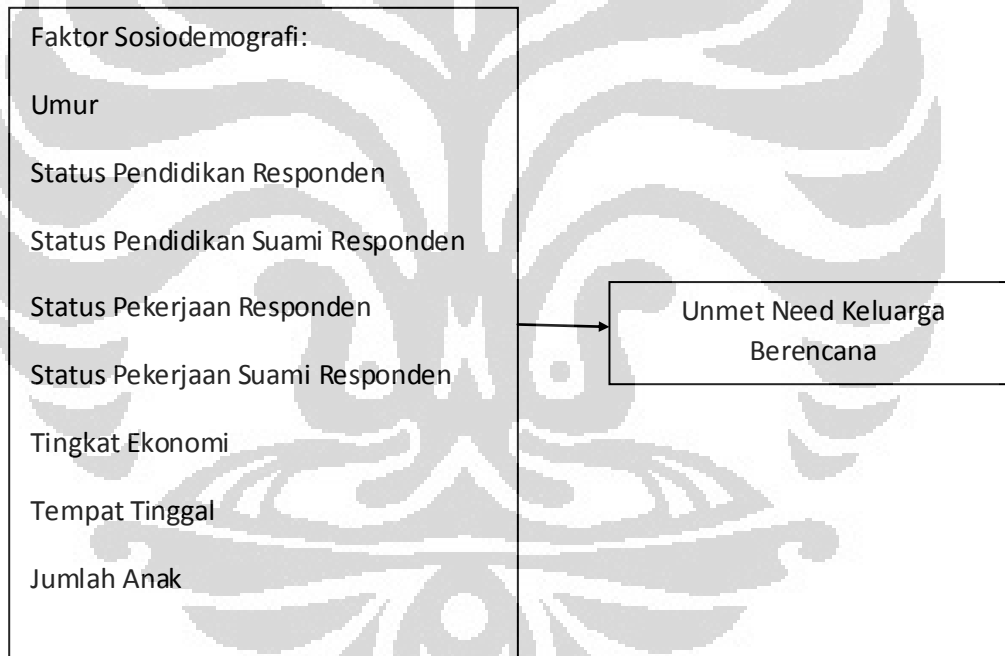 Faktor Sosiodemografi:
Umur
Status Pendidikan Responden
Status Pendidikan Suami Responden
Status Pekerjaan Responden
Status Pekerjaan Suami Responden
Tingkat Ekonomi
Tempat Tinggal
Jumlah Anak
Unmet Need Keluarga
Berencana